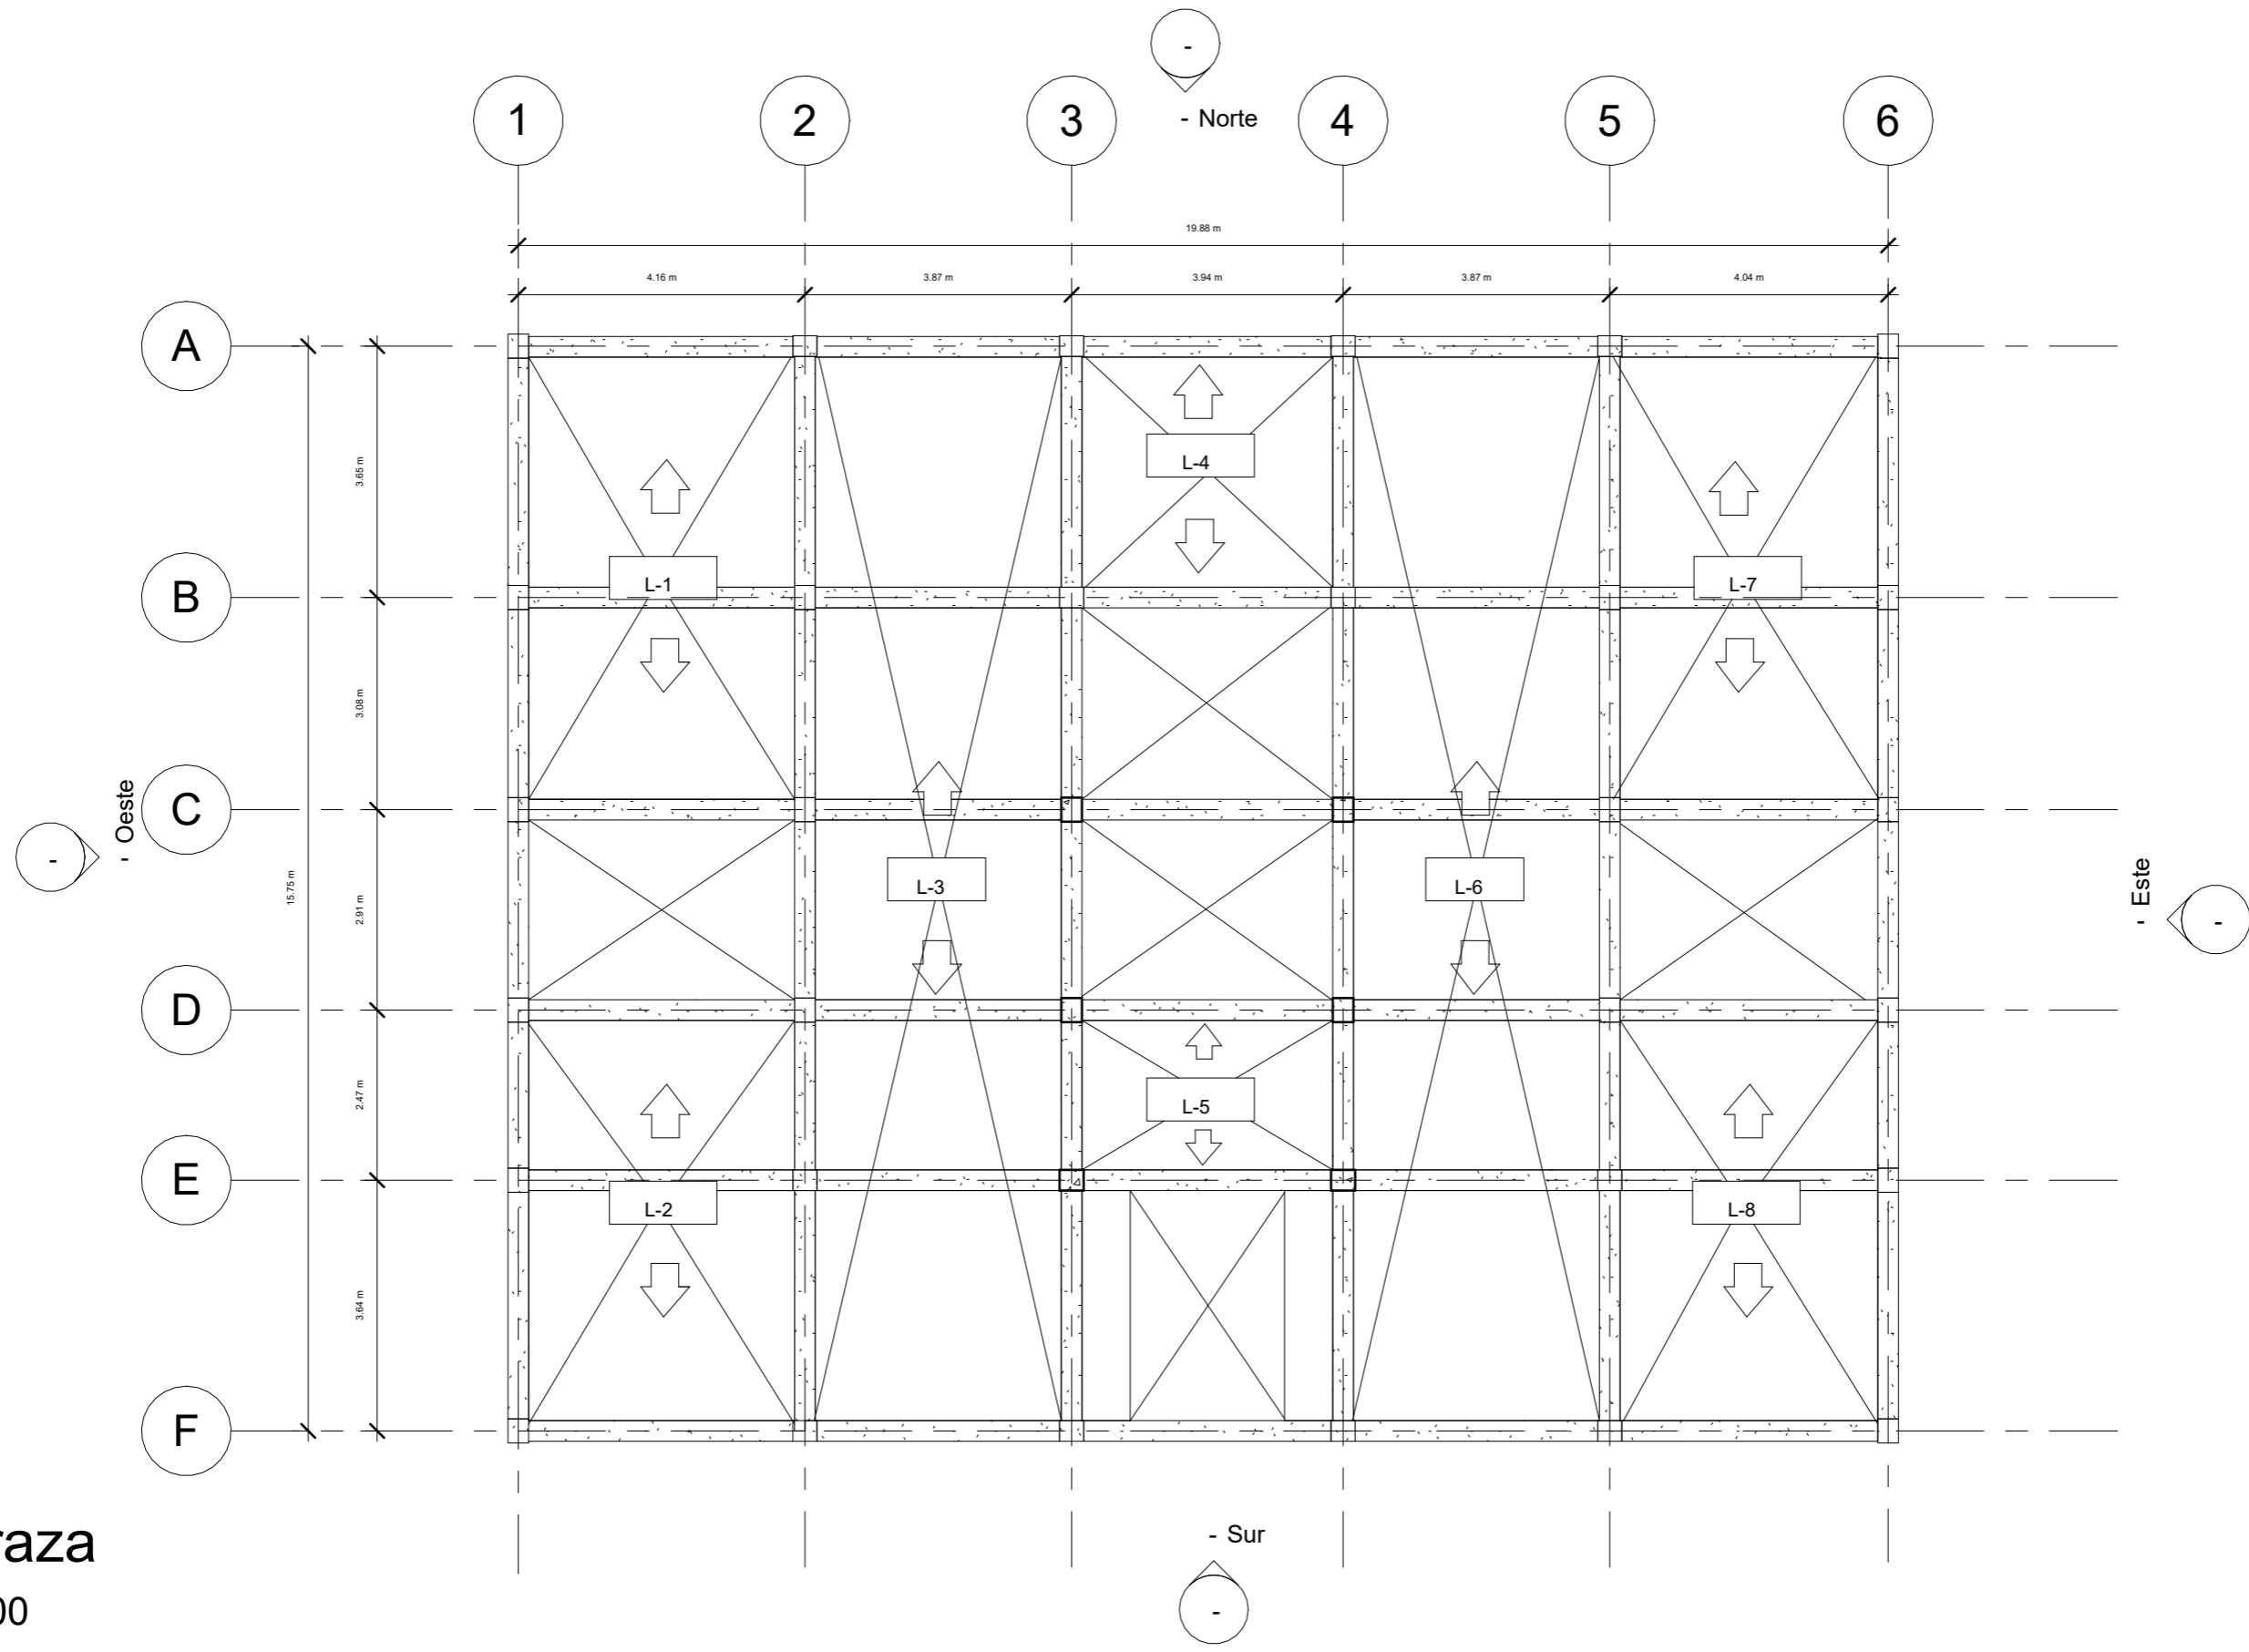 -
- Norte
1 2 3 4 5 6
19.88 m
4.16 m 3.87 m 3.94 m 3.87 m 4.04 m
A
3.65 m
L-4
B
L-1 L-7
3.08 m
C
- Oeste
-
15.75 m
2.91 m
L-3 L-6
- Este
-
D
2.47 m
L-5
E
L-2 L-8
3.64 m
F
raza
00
- Sur
-